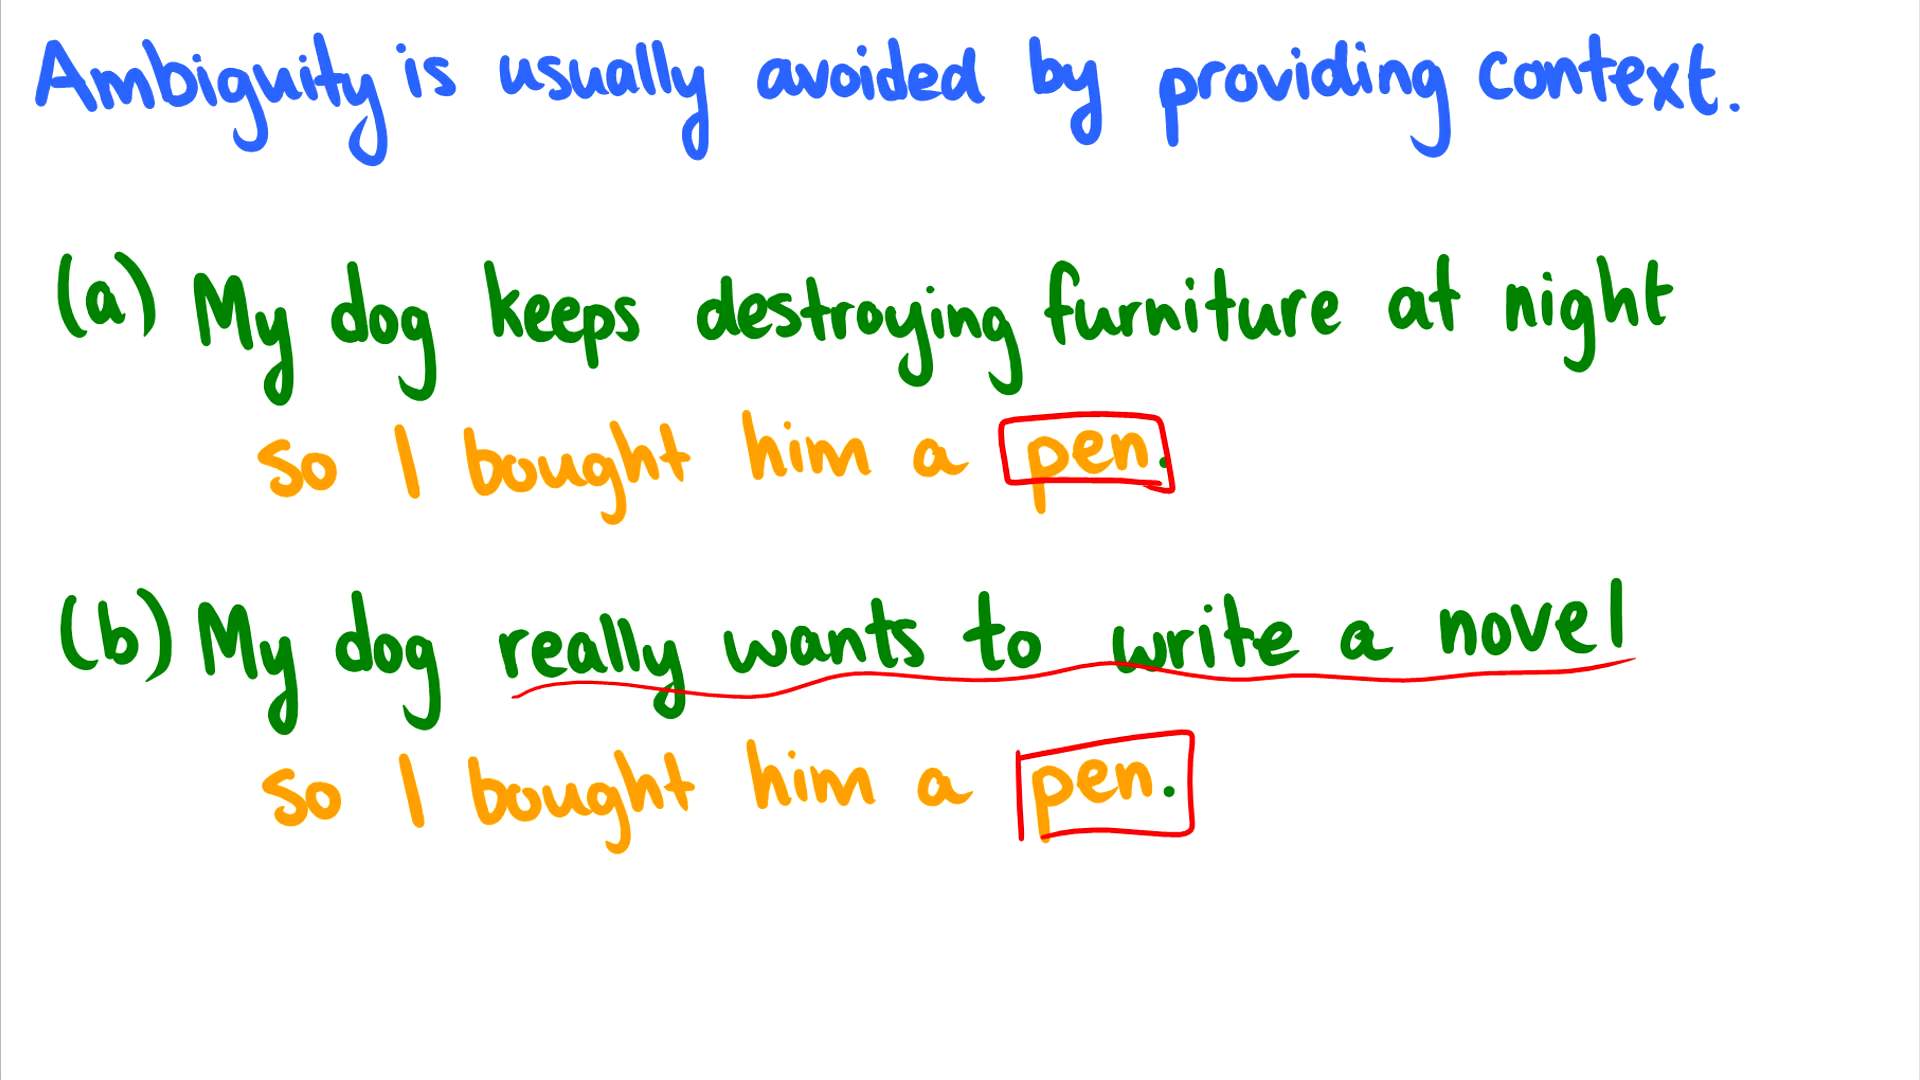 Ambiguity is usually avoided by providing context.
(a) My dog keeps destroying furniture at night
so I bought him a pen.
(b) My dog really wants to write a novel
so I bought him a pen.